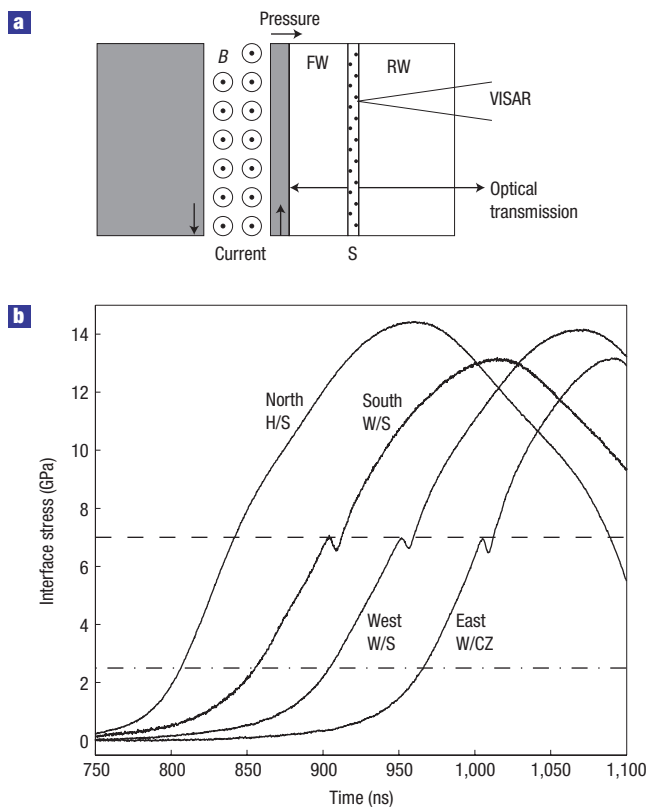 a
Pressure
B
FW
RW
VISAR
Optical
transmission
Current
S
b
14
12
10
8
6
4
2
0
Interface stress (GPa)
North
H/S
South
W/S
West
W/S
East
W/CZ
750
800
850
900
950
1,000
1,050
1,100
Time (ns)